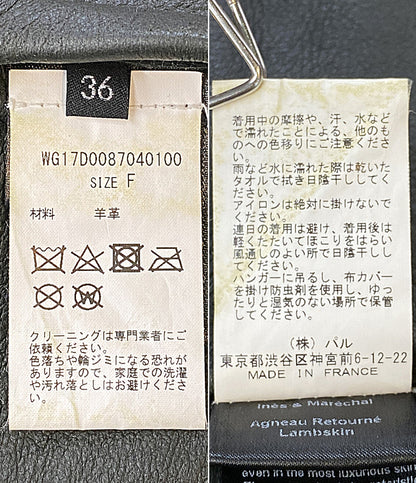 36
WG17D0087040100
SIZE F
材料 羊革
W
クリーニングは専門業者にご
依頼ください。
色落ちや輪ジミになる恐れが
ありますので、家庭での洗濯
や汚れ落としはお避けください。
着用中の摩擦や、汗、水など
で濡れたことによる、他のも
のへの色移りにご注意くださ
い。
雨など水に濡れた際は乾いた
タオルで拭き日陰干ししてく
ださい。
アイロンは絶対に掛けないで
ください。
連日の着用は避け、着用後は
軽くたたいてほこりをはらい
風通しのよい所で日陰干しし
てください。
ハンガーに吊るし、布カバー
を掛け防虫剤を使用し、ゆっ
たりと湿気のない場所で保管
してください。
(株) パル
東京都渋谷区神宮前6-12-22
MADE IN FRANCE
Inès & Maréchal
Agneau Retourné
Lambskin
even in the most luxurious skin